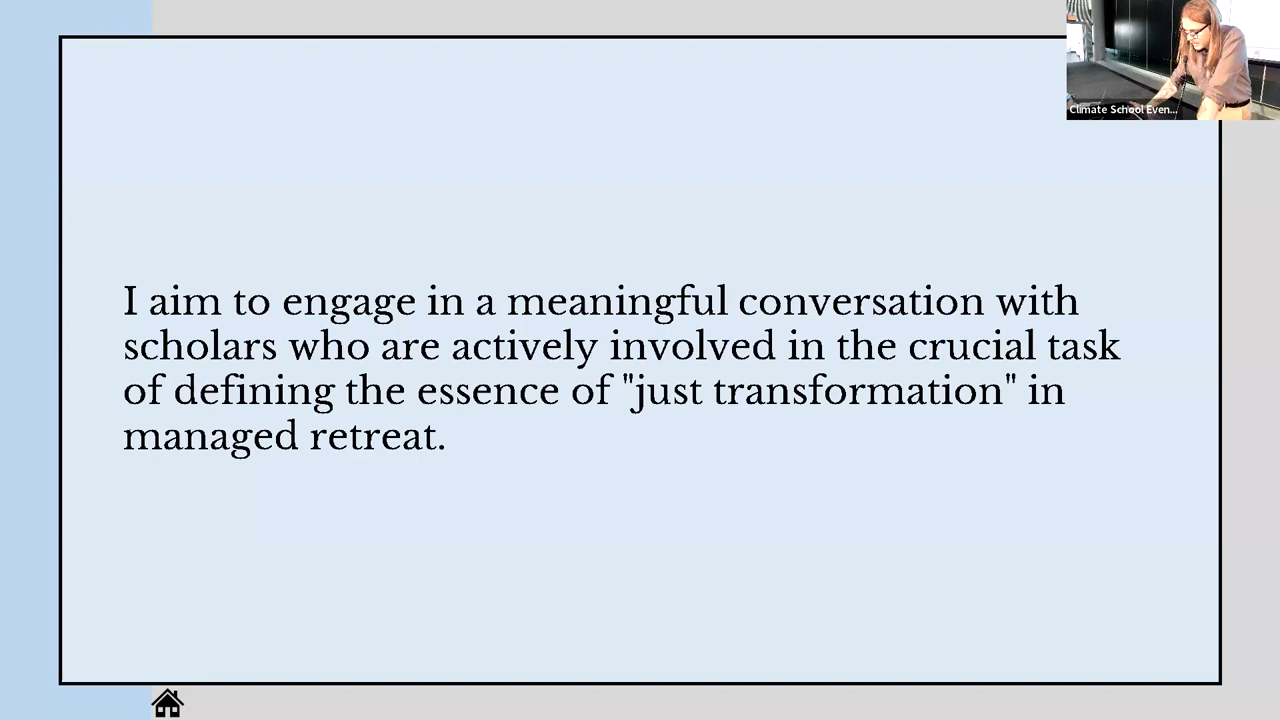 Climate School Even...
I aim to engage in a meaningful conversation with
scholars who are actively involved in the crucial task
of defining the essence of "just transformation" in
managed retreat.